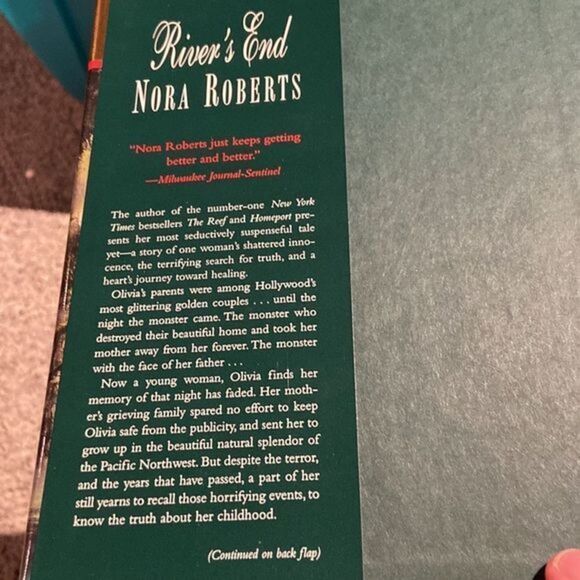 River's End
NORA ROBERTS
"Nora Roberts just keeps getting
better and better."
—Milwaukee Journal-Sentinel
The author of the number-one New York
Times bestsellers The Reef and Homeport pre-
sents her most seductively suspenseful tale
yet—a story of one woman's shattered inno-
cence, the terrifying search for truth, and a
heart's journey toward healing.
Olivia's parents were among Hollywood's
most glittering golden couples . . . until the
night the monster came. The monster who
destroyed their beautiful home and took her
mother away from her forever. The monster
with the face of her father . . .
Now a young woman, Olivia finds her
memory of that night has faded. Her moth-
er's grieving family spared no effort to keep
Olivia safe from the publicity, and sent her to
grow up in the beautiful natural splendor of
the Pacific Northwest. But despite the terror,
and the years that have passed, a part of her
still yearns to recall those horrifying events, to
know the truth about her childhood.
(Continued on back flap)